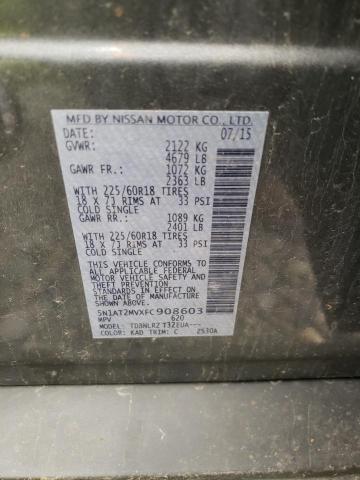 MFD BY NISSAN MOTOR CO., LTD.
DATE: 07/15
GVWR: 2122 KG
4679 LB
GAWR FR.: 1072 KG
2363 LB
WITH 225/60R18 TIRES
18 X 7J RIMS AT 33 PSI
COLD SINGLE
GAWR RR: 1089 KG
2401 LB
WITH 225/60R18 TIRES
18 X 7J RIMS AT 33 PSI
COLD SINGLE
THIS VEHICLE CONFORMS TO ALL
APPLICABLE FEDERAL MOTOR
VEHICLE SAFETY AND
THEFT PREVENTION
STANDARDS IN EFFECT ON THE
DATE OF MANUFACTURE
SHOWN ABOVE.
5N1AT2MVXFC908603
MPV 620
MODEL: TDBNLRZ T32EUA---
COLOR: KAD TRIM: C 2530A